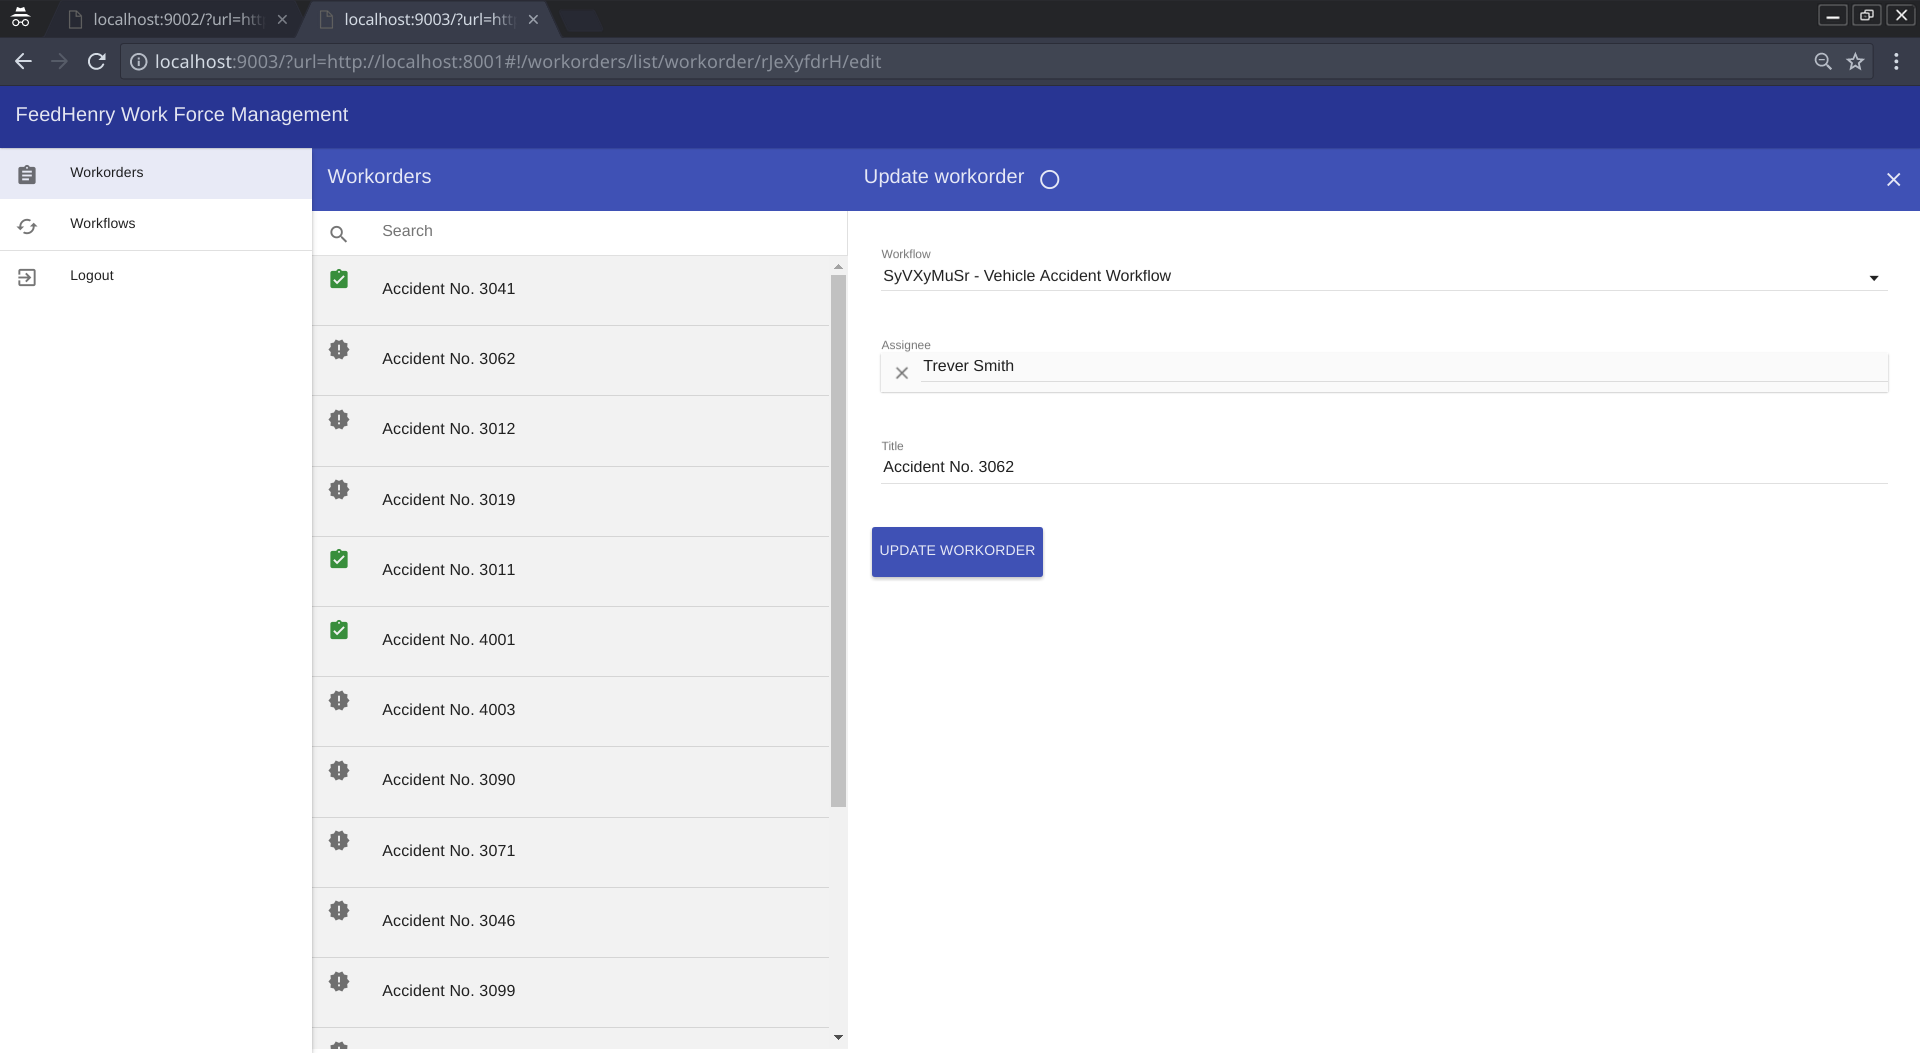 localhost:9002/?url=htt
localhost:9003/?url=htt
localhost:9003/?url=http://localhost:8001#!/workorders/list/workorder/rJeXyfdrH/edit
FeedHenry Work Force Management
Workorders
Workflows
Logout
Workorders
Search
Accident No. 3041
Accident No. 3062
Accident No. 3012
Accident No. 3019
Accident No. 3011
Accident No. 4001
Accident No. 4003
Accident No. 3090
Accident No. 3071
Accident No. 3046
Accident No. 3099
Update workorder
Workflow
SyVXyMuSr - Vehicle Accident Workflow
Assignee
Trever Smith
Title
Accident No. 3062
UPDATE WORKORDER